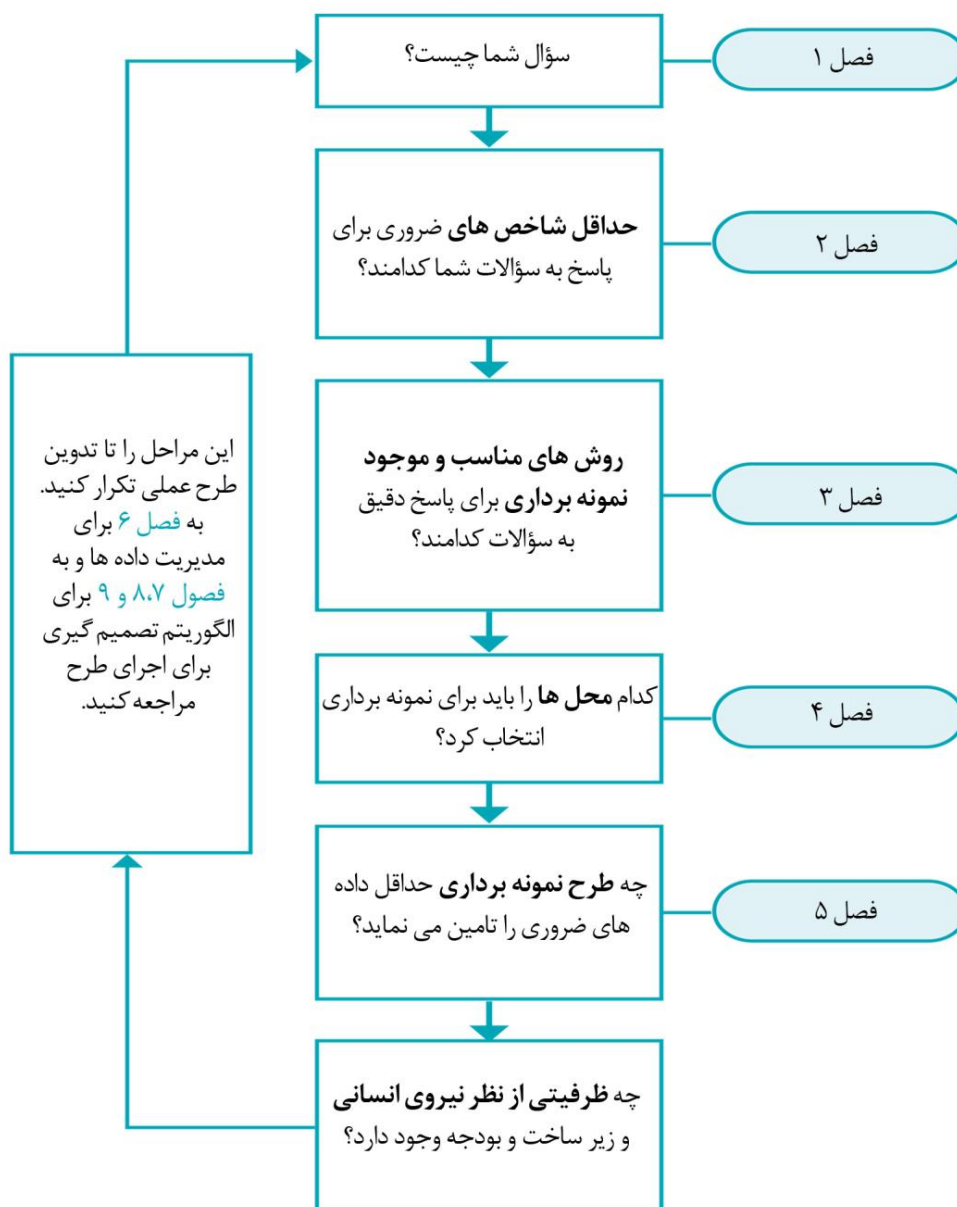 سؤال شما چیست؟
فصل ۱
حداقل شاخص های ضروری برای
پاسخ به سؤالات شما کدامند؟
فصل ۲
روش های مناسب و موجود
نمونه برداری برای پاسخ دقیق
به سؤالات کدامند؟
فصل ۳
کدام محل ها را باید برای نمونه برداری
انتخاب کرد؟
فصل ۴
چه طرح نمونه برداری حداقل داده
های ضروری را تامین می نماید؟
فصل ۵
چه ظرفیتی از نظر نیروی انسانی
و زیر ساخت و بودجه وجود دارد؟
این مراحل را تا تدوین
طرح عملی تکرار کنید.
به فصل ۶ برای
مدیریت داده ها و به
فصول ۸،۷ و ۹ برای
الگوریتم تصمیم گیری
برای اجرای طرح
مراجعه کنید.